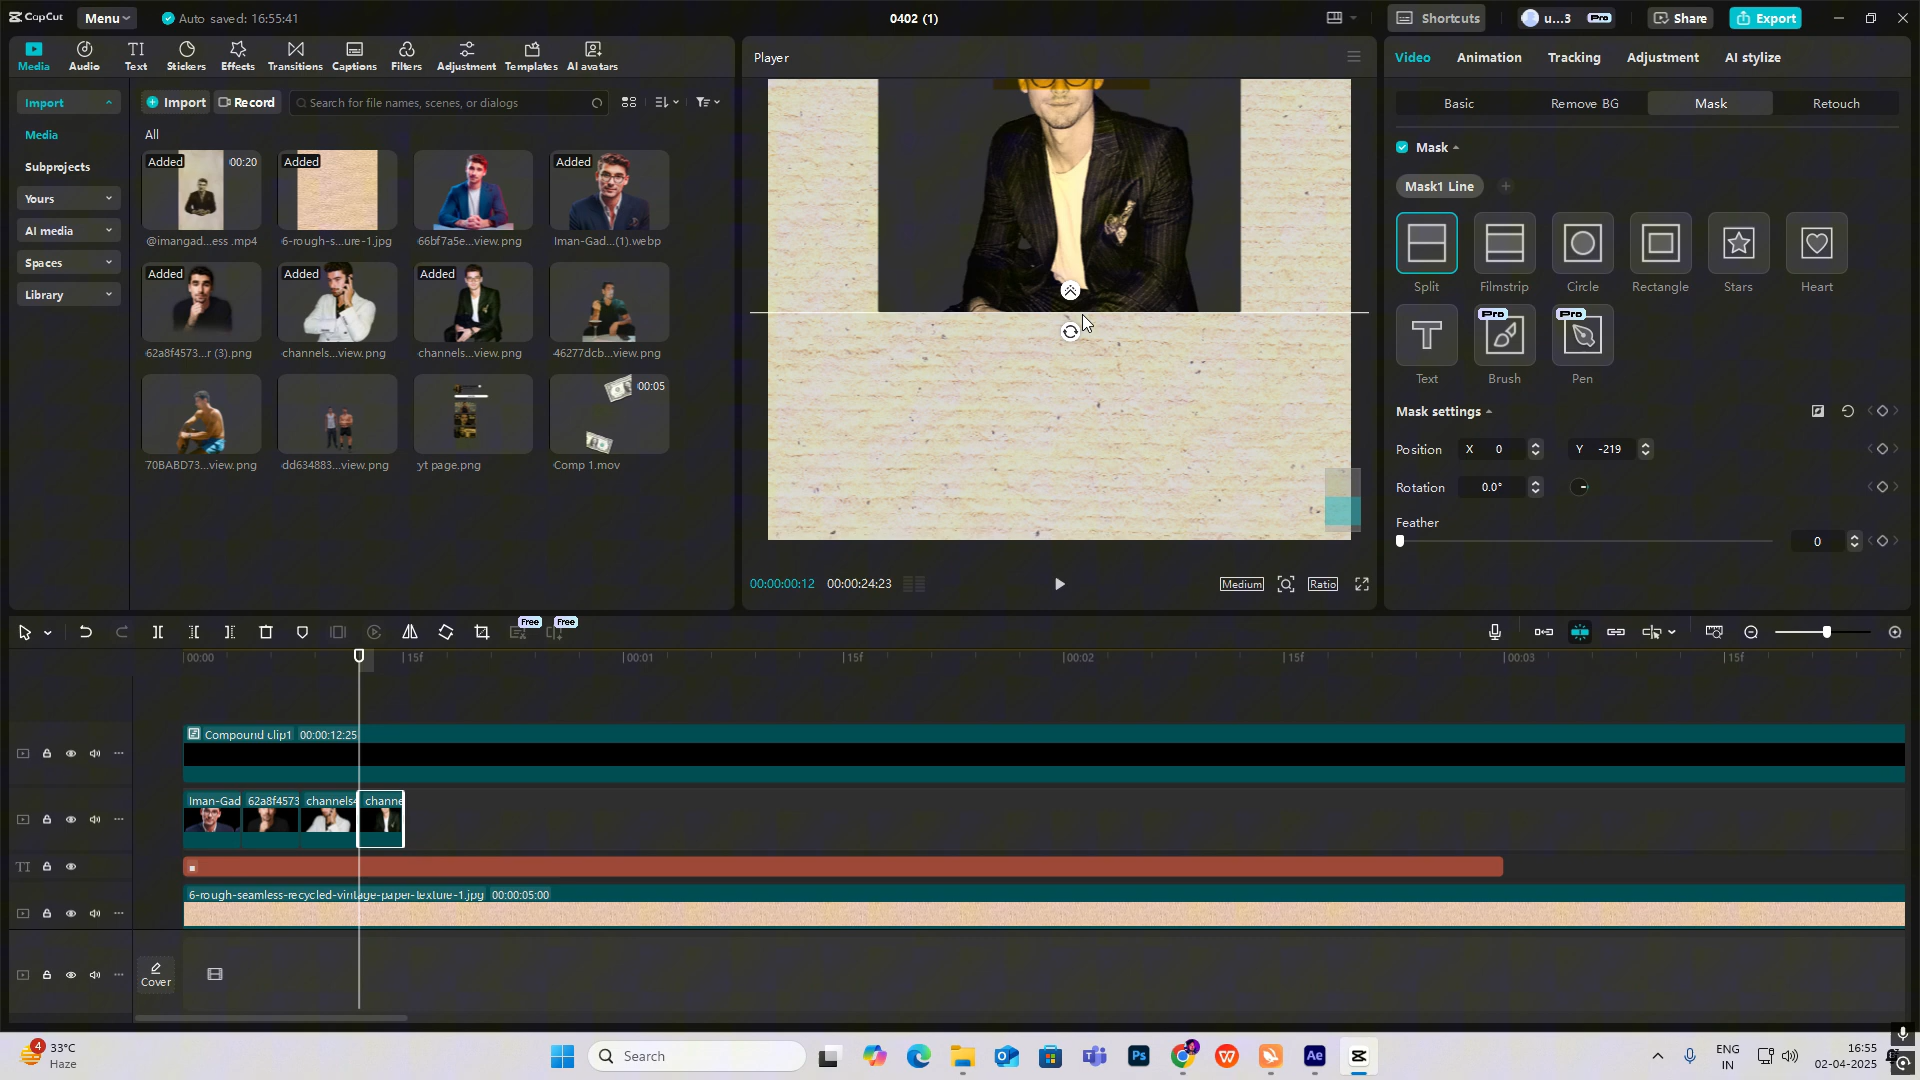 CapCut
Menu
Auto saved: 16:55:41
0402 (1)
Shortcuts
u...3
Pro
Share
Export
Media
Audio
Text
Stickers
Effects
Transitions
Captions
Filters
Adjustment
Templates
AI avatars
Import
Media
Subprojects
Yours
AI media
Spaces
Library
Import
Record
Search for file names, scenes, or dialogs
All
Added
00:20
Added
Added
@imangad...ess .mp4
6-rough-s...ure-1.jpg
66bf7a5e...view.png
Iman-Gad...(1).webp
Added
Added
Added
62a8f4573...r (3).png
channels...view.png
channels...view.png
46277dcb...view.png
00:05
70BABD73...view.png
dd634883...view.png
yt page.png
Comp 1.mov
Player
00:00:00:12
00:00:24:23
Medium
Ratio
Video
Animation
Tracking
Adjustment
AI stylize
Basic
Remove BG
Mask
Retouch
Mask
Mask1 Line
Split
Filmstrip
Circle
Rectangle
Stars
Heart
Pro
Pro
Text
Brush
Pen
Mask settings
Position
X 0
Y -219
Rotation
0.0°
Feather
0
Free
Free
00:00
15f
00:01
15f
00:02
15f
00:03
15f
Compound clip1 00:00:12:25
Iman-Gad
62a8f4573
channels4
channe
TI
6-rough-seamless-recycled-vintage-paper-texture-1.jpg 00:00:05:00
Cover
4
33°C
Haze
Search
Ps
Ae
ENG
IN
16:55
02-04-2025